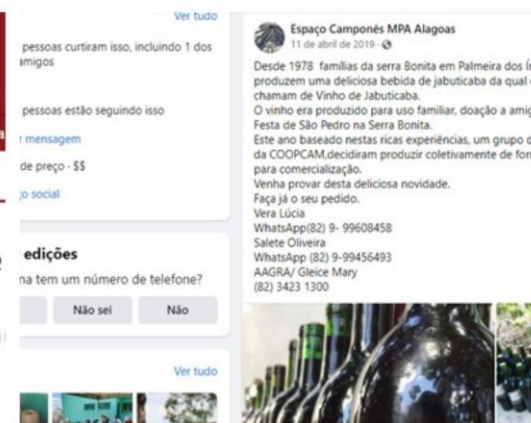 Ver tudo
pessoas curtiram isso, incluindo 1 dos
amigos
pessoas estão seguindo isso
mensagem
de preço · $$
social
edições
na tem um número de telefone?
Não sei
Não
Ver tudo
Espaço Camponês MPA Alagoas
11 de abril de 2019 ·
Desde 1978 famílias da serra Bonita em Palmeira dos Ín
produzem uma deliciosa bebida de jabuticaba da qual
chamam de Vinho de Jabuticaba.
O vinho era produzido para uso familiar, doação a amig
Festa de São Pedro na Serra Bonita.
Este ano baseado nestas ricas experiências, um grupo d
da COOPCAM,decidiram produzir coletivamente de for
para comercialização.
Venha provar desta deliciosa novidade.
Faça já o seu pedido.
Vera Lúcia
WhatsApp(82) 9- 99608458
Salete Oliveira
WhatsApp (82) 9-99456493
AAGRA/ Gleice Mary
(82) 3423 1300